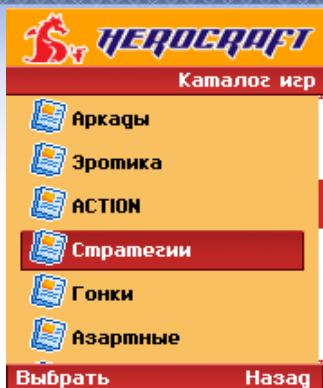 HEROCRAFT
Каталог игр
Аркады
Эротика
ACTION
Стратегии
Гонки
Азартные
Выбрать Назад